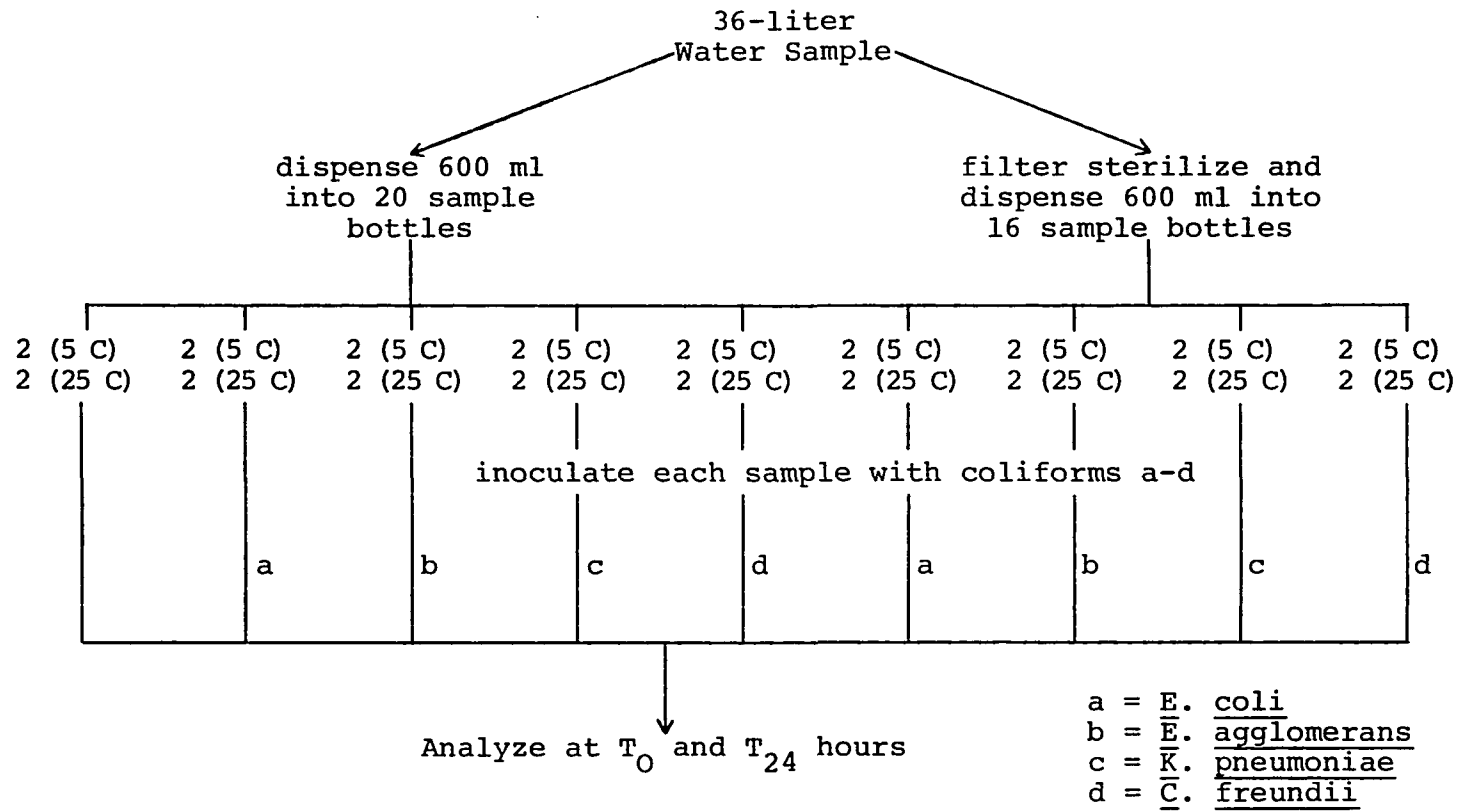 36-liter
Water Sample
dispense 600 ml
into 20 sample
bottles
filter sterilize and
dispense 600 ml into
16 sample bottles
2 (5 C) 2 (5 C) 2 (5 C) 2 (5 C) 2 (5 C) 2 (5 C) 2 (5 C) 2 (5 C) 2 (5 C)
2 (25 C) 2 (25 C) 2 (25 C) 2 (25 C) 2 (25 C) 2 (25 C) 2 (25 C) 2 (25 C) 2 (25 C)
inoculate each sample with coliforms a-d
a b c d a b c d
Analyze at T0 and T24 hours
a = E. coli
b = E. agglomerans
c = K. pneumoniae
d = C. freundii